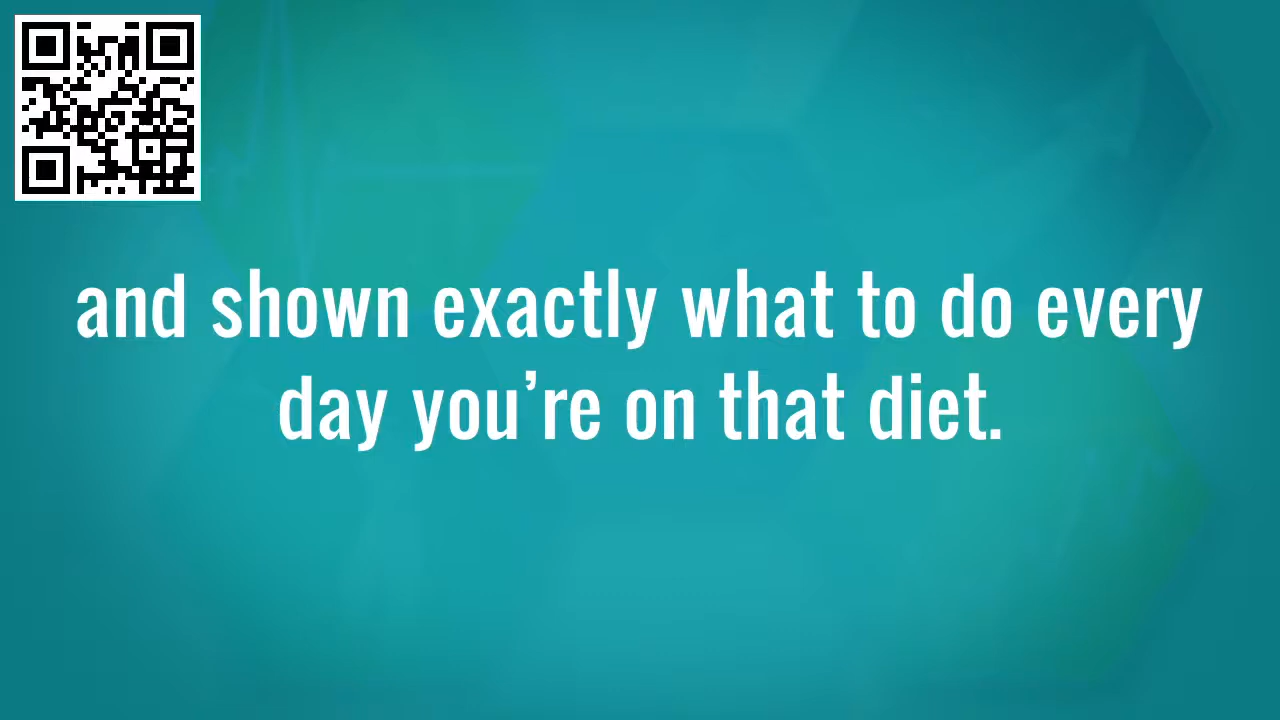 and shown exactly what to do every
day you’re on that diet.